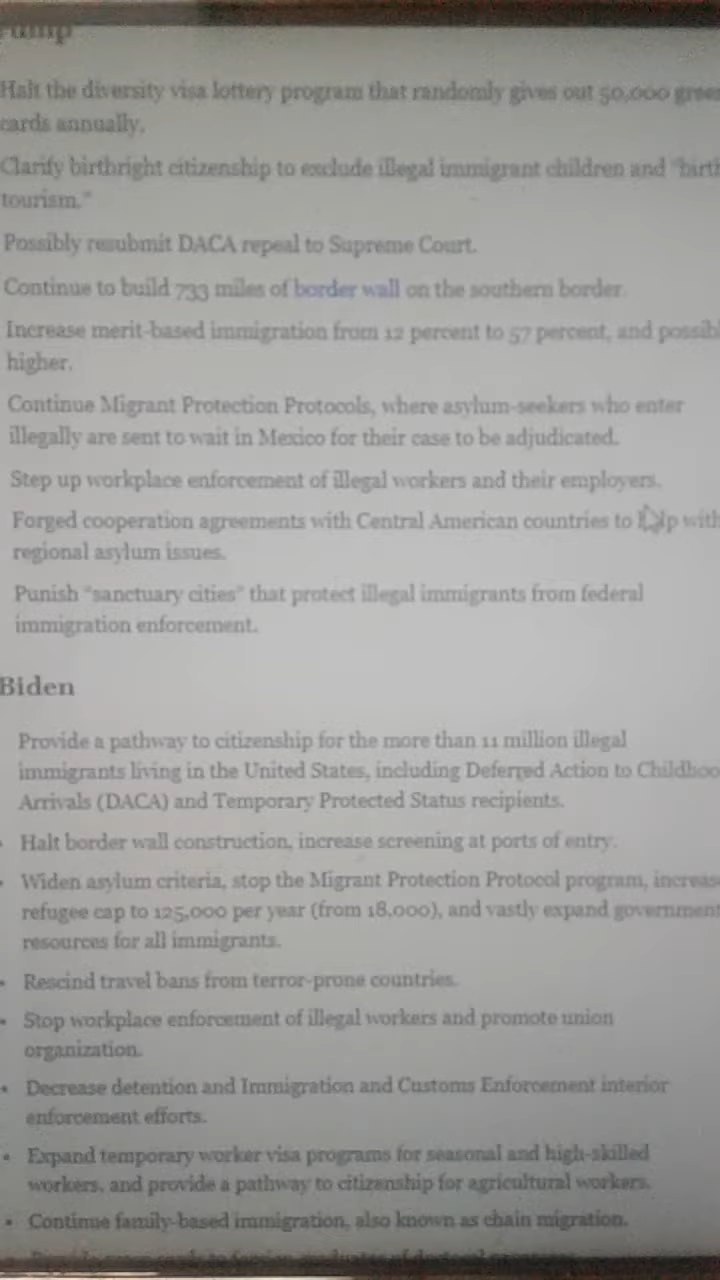 Halt the diversity visa lottery program that randomly gives out 50,000
cards annually.
Clarify birthright citizenship to exclude illegal immigrant children and
tourism."
Possibly resubmit DACA repeal to Supreme Court.
Continue to build 733 miles of border wall on the southern border.
Increase merit-based immigration from 12 percent to 57 percent, and
higher.
Continue Migrant Protection Protocols, where asylum-seekers who enter
illegally are sent to wait in Mexico for their case to be adjudicated.
Step up workplace enforcement of illegal workers and their employers.
Forged cooperation agreements with Central American countries to help with
regional asylum issues.
Punish "sanctuary cities" that protect illegal immigrants from federal
immigration enforcement.
Biden
Provide a pathway to citizenship for the more than 11 million illegal
immigrants living in the United States, including Deferred Action to
Arrivals (DACA) and Temporary Protected Status recipients.
• Halt border wall construction, increase screening at ports of entry.
• Widen asylum criteria, stop the Migrant Protection Protocol program,
refugee cap to 125,000 per year (from 18,000), and vastly expand government
resources for all immigrants.
• Rescind travel bans from terror-prone countries.
• Stop workplace enforcement of illegal workers and promote union
organization.
• Decrease detention and Immigration and Customs Enforcement interior
enforcement efforts.
• Expand temporary worker visa programs for seasonal and high-skilled
workers, and provide a pathway to citizenship for agricultural workers.
• Continue family-based immigration, also known as chain migration.